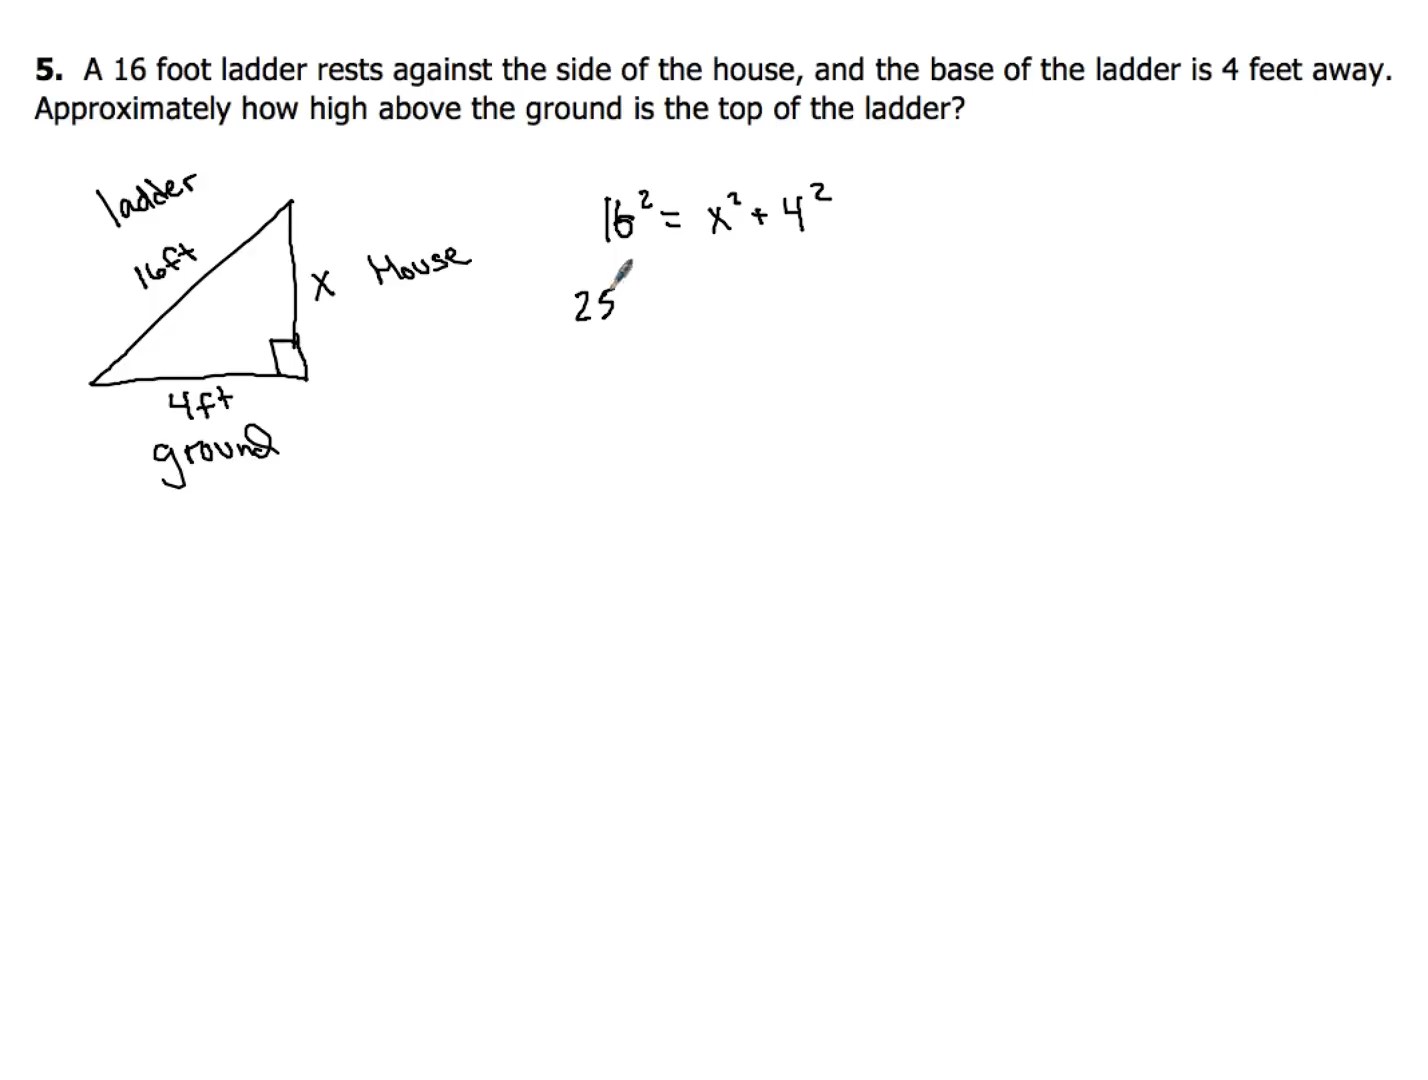 5. A 16 foot ladder rests against the side of the house, and the base of the ladder is 4 feet away.
Approximately how high above the ground is the top of the ladder?
ladder
16ft
x House
4ft
ground
16² = x² + 4²
25